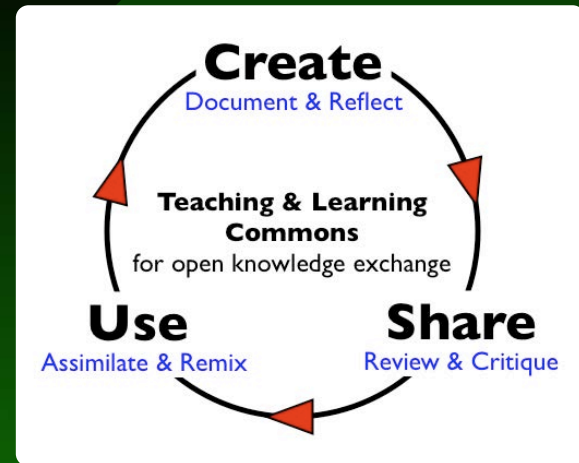 Create
Document & Reflect
Teaching & Learning
Commons
for open knowledge exchange
Use
Assimilate & Remix
Share
Review & Critique